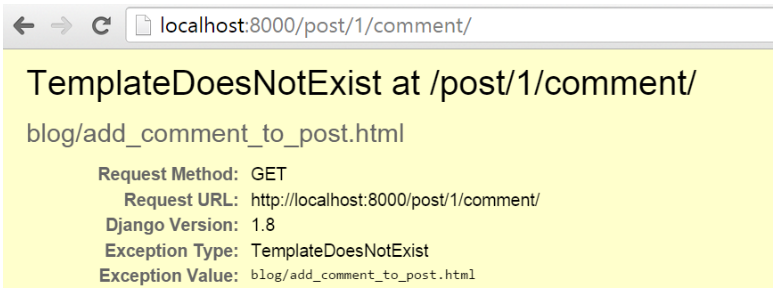 localhost:8000/post/1/comment/
TemplateDoesNotExist at /post/1/comment/
blog/add_comment_to_post.html
Request Method: GET
Request URL: http://localhost:8000/post/1/comment/
Django Version: 1.8
Exception Type: TemplateDoesNotExist
Exception Value: blog/add_comment_to_post.html